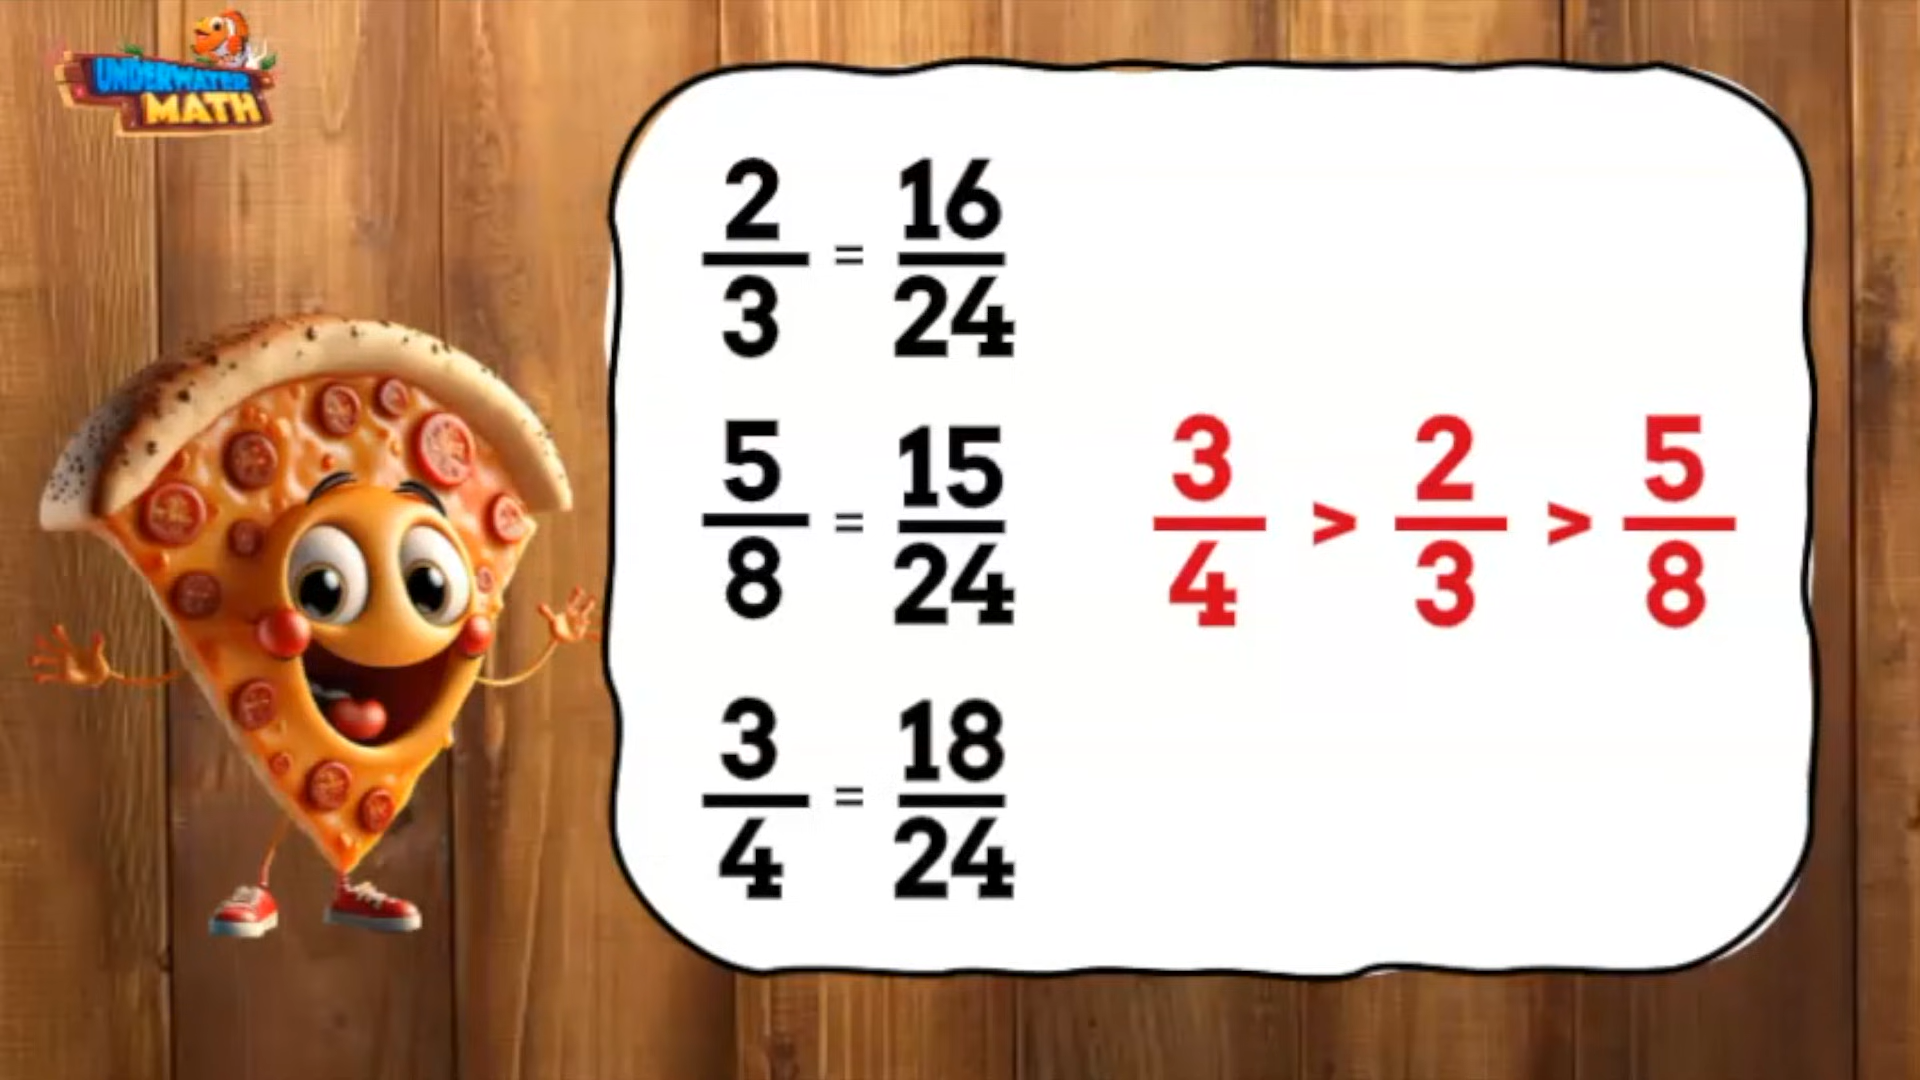 UNDERWATER
MATH
2/3 = 16/24
5/8 = 15/24
3/4 > 2/3 > 5/8
3/4 = 18/24